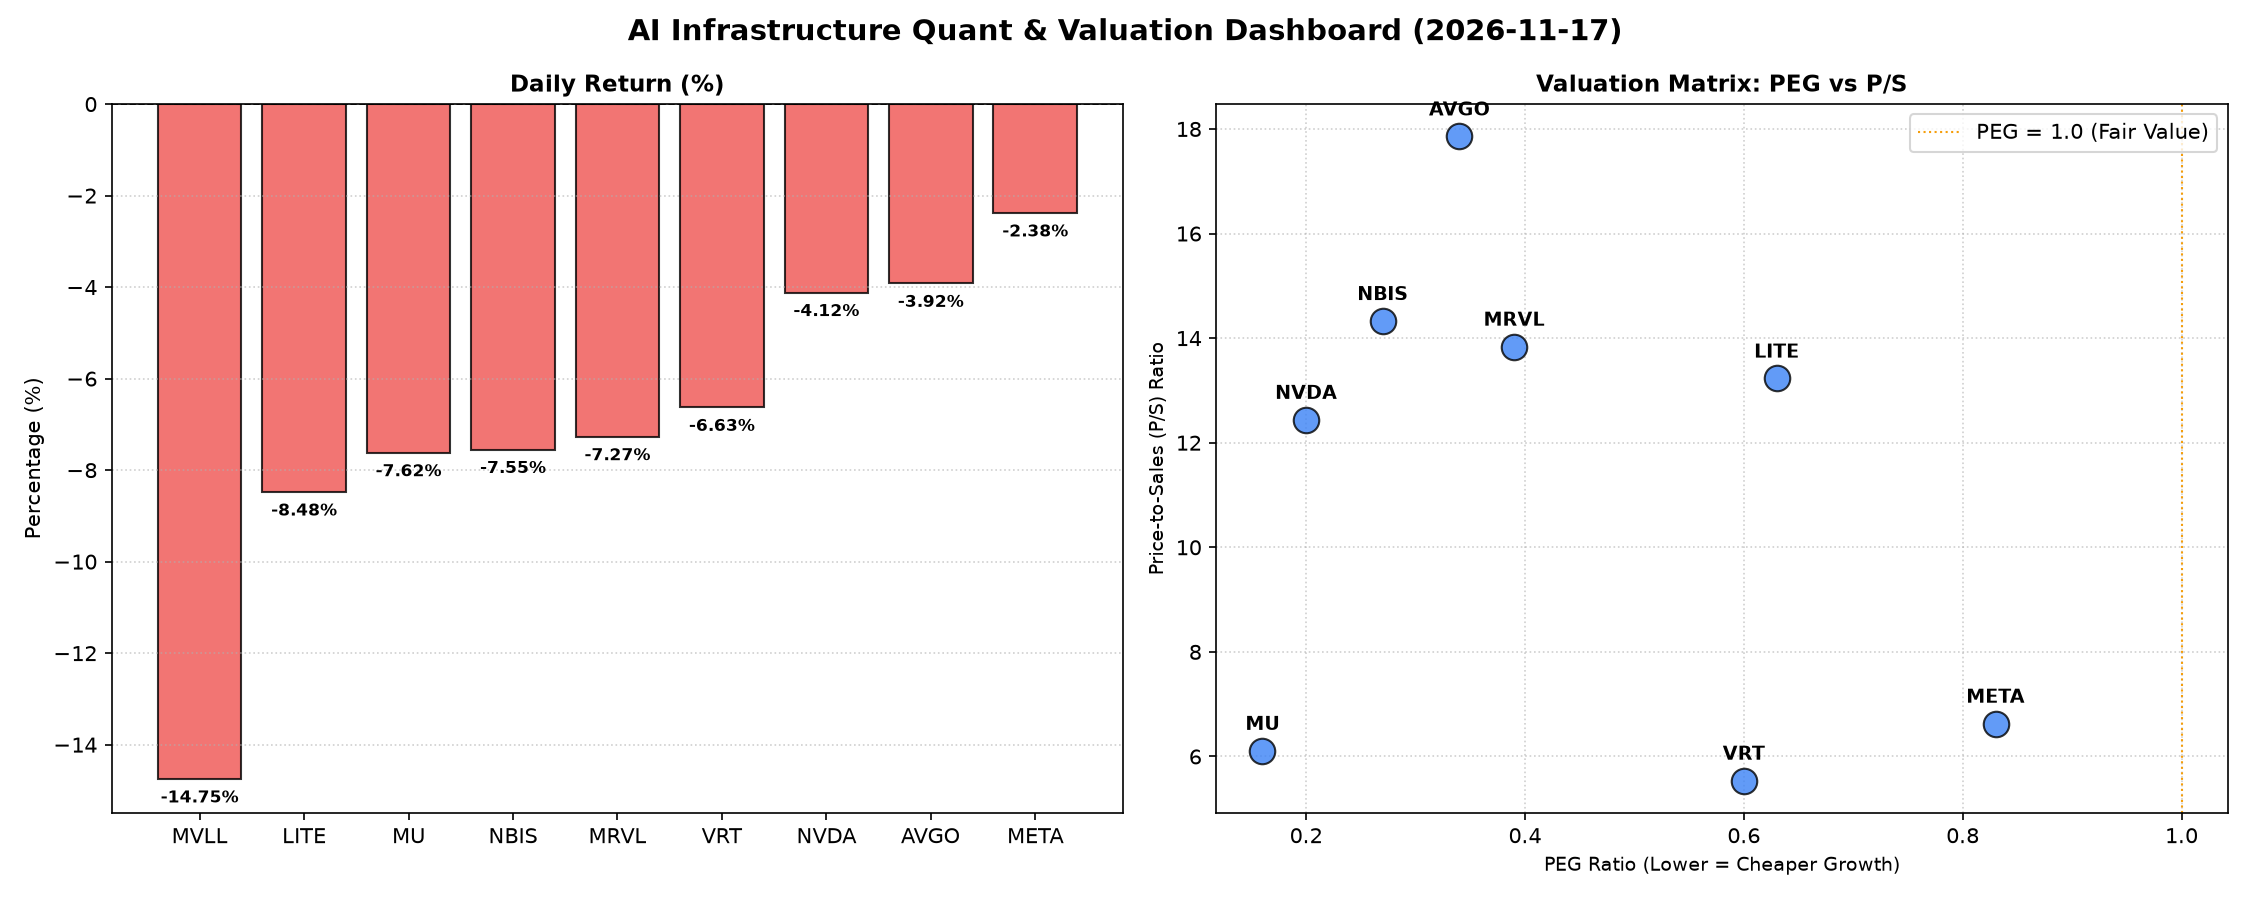 AI Infrastructure Quant & Valuation Dashboard (2026-11-17)
Daily Return (%)
Percentage (%)
0
−2
−4
−6
−8
−10
−12
−14
-14.75%
-8.48%
-7.62%
-7.55%
-7.27%
-6.63%
-4.12%
-3.92%
-2.38%
MVLL
LITE
MU
NBIS
MRVL
VRT
NVDA
AVGO
META
Valuation Matrix: PEG vs P/S
Price-to-Sales (P/S) Ratio
18
16
14
12
10
8
6
PEG = 1.0 (Fair Value)
AVGO
NBIS
MRVL
LITE
NVDA
META
MU
VRT
0.2
0.4
0.6
0.8
1.0
PEG Ratio (Lower = Cheaper Growth)